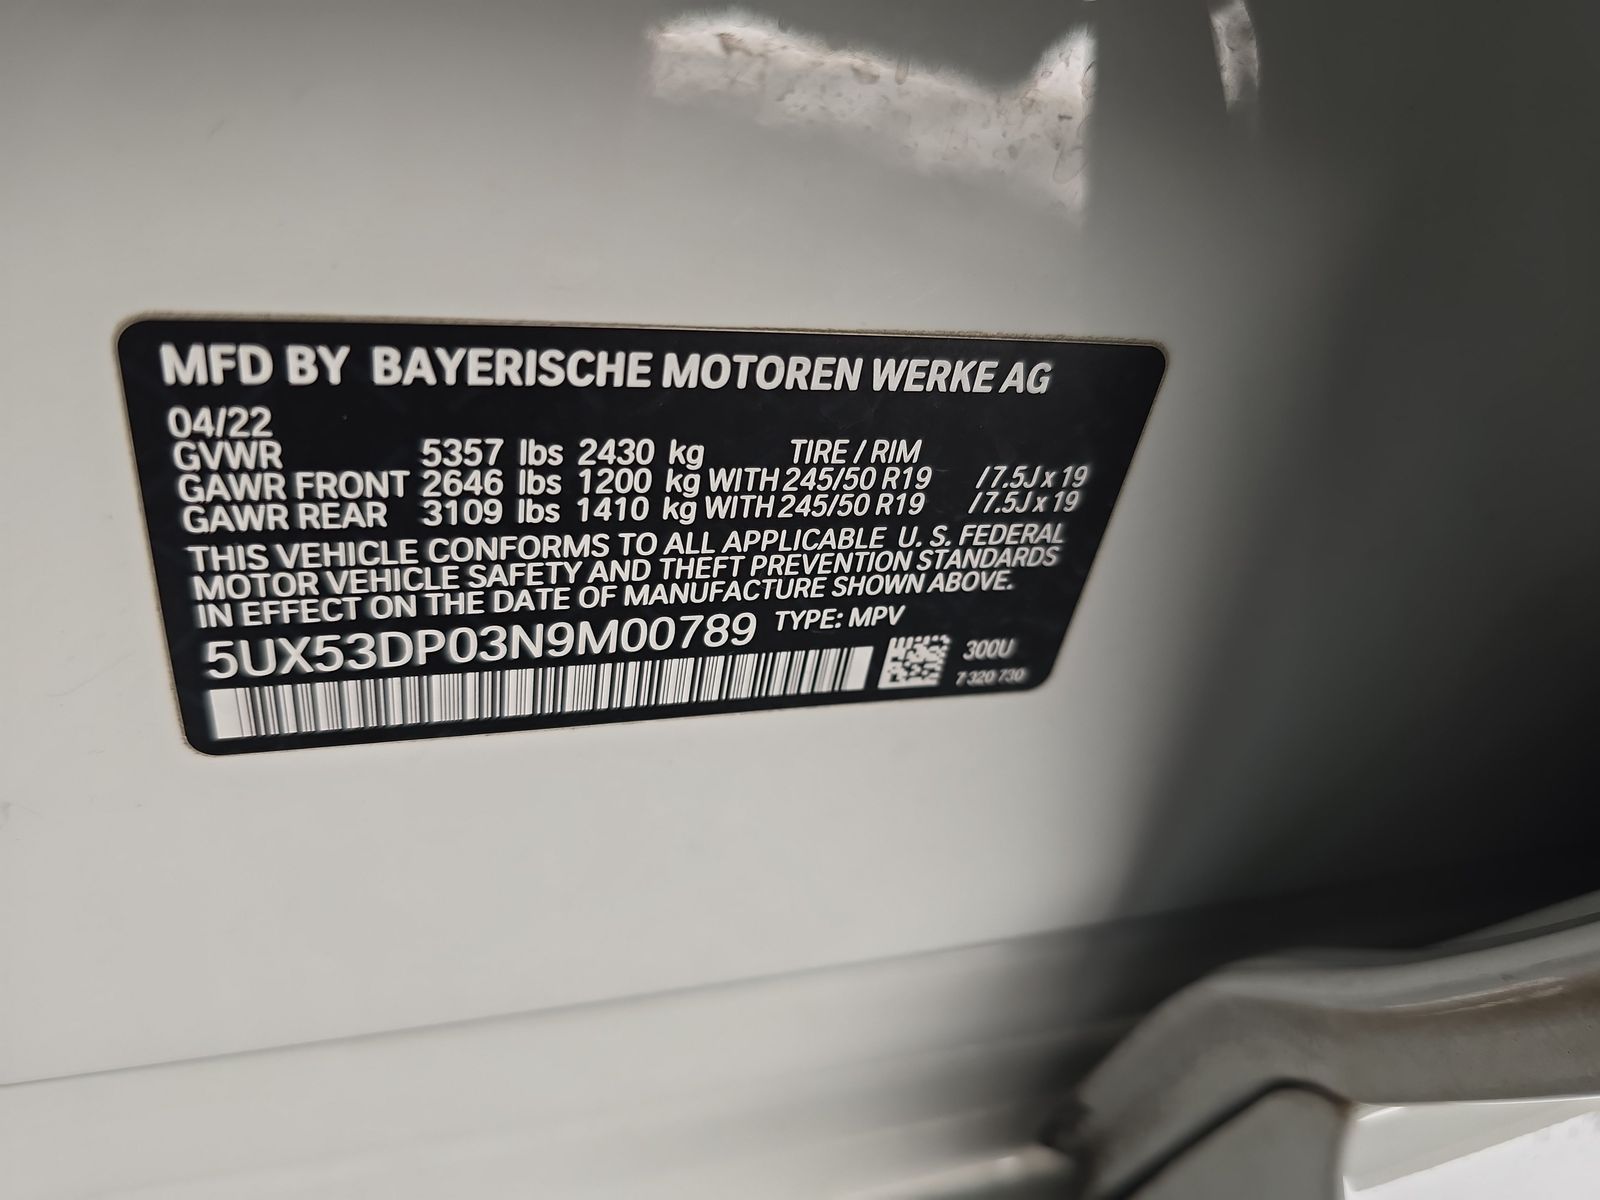 MFD BY BAYERISCHE MOTOREN WERKE AG
04/22
GVWR 5357 lbs 2430 kg TIRE / RIM
GAWR FRONT 2646 lbs 1200 kg WITH 245/50 R19 /7.5J x 19
GAWR REAR 3109 lbs 1410 kg WITH 245/50 R19 /7.5J x 19
THIS VEHICLE CONFORMS TO ALL APPLICABLE U. S. FEDERAL
MOTOR VEHICLE SAFETY AND THEFT PREVENTION STANDARDS
IN EFFECT ON THE DATE OF MANUFACTURE SHOWN ABOVE.
5UX53DP03N9M00789 TYPE: MPV
300U
7 320 730